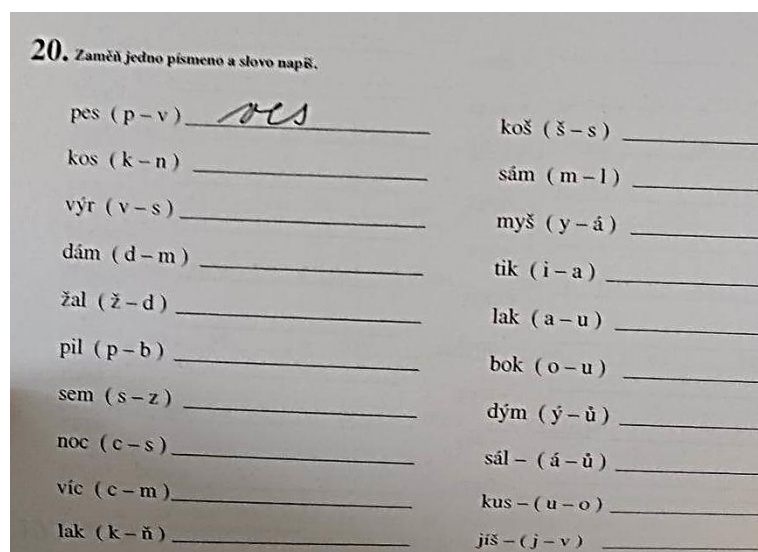 20. Zaměň jedno písmeno a slovo napiš.
pes ( p – v ) ves
kos ( k – n )
výr ( v – s )
dám ( d – m )
žal ( ž – d )
pil ( p – b )
sem ( s – z )
noc ( c – s )
víc ( c – m )
lak ( k – ň )
koš ( š – s )
sám ( m – l )
myš ( y – á )
tik ( i – a )
lak ( a – u )
bok ( o – u )
dým ( ý – ů )
sál – ( á – ů )
kus – ( u – o )
jíš – ( j – v )